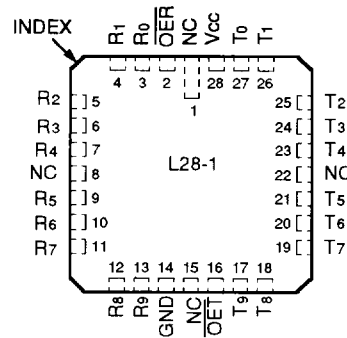 INDEX
R1 R0 OER NC Vcc T0 T1
4 3 2 28 27 26
1
R2 5 25 T2
R3 6 24 T3
R4 7 23 T4
NC 8 L28-1 22 NC
R5 9 21 T5
R6 10 20 T6
R7 11 19 T7
12 13 14 15 16 17 18
R8 R9 GND NC OET T9 T8